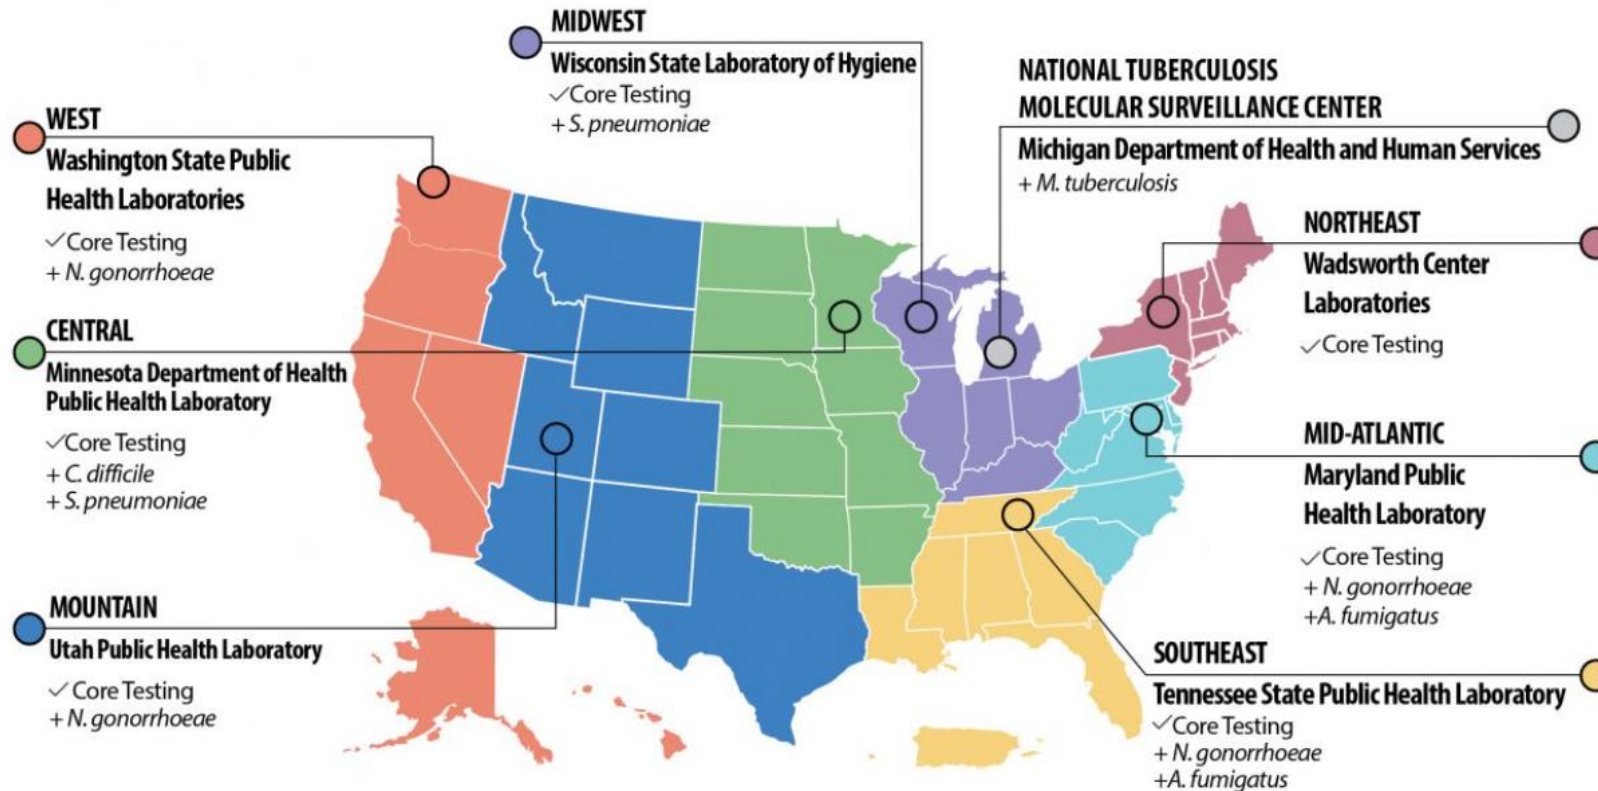 MIDWEST
Wisconsin State Laboratory of Hygiene
✓Core Testing
+ S. pneumoniae
NATIONAL TUBERCULOSIS
MOLECULAR SURVEILLANCE CENTER
Michigan Department of Health and Human Services
+ M. tuberculosis
WEST
Washington State Public
Health Laboratories
✓Core Testing
+ N. gonorrhoeae
NORTHEAST
Wadsworth Center
Laboratories
✓Core Testing
CENTRAL
Minnesota Department of Health
Public Health Laboratory
✓Core Testing
+ C. difficile
+ S. pneumoniae
MID-ATLANTIC
Maryland Public
Health Laboratory
✓Core Testing
+ N. gonorrhoeae
+A. fumigatus
MOUNTAIN
Utah Public Health Laboratory
✓ Core Testing
+ N. gonorrhoeae
SOUTHEAST
Tennessee State Public Health Laboratory
✓Core Testing
+ N. gonorrhoeae
+A. fumigatus